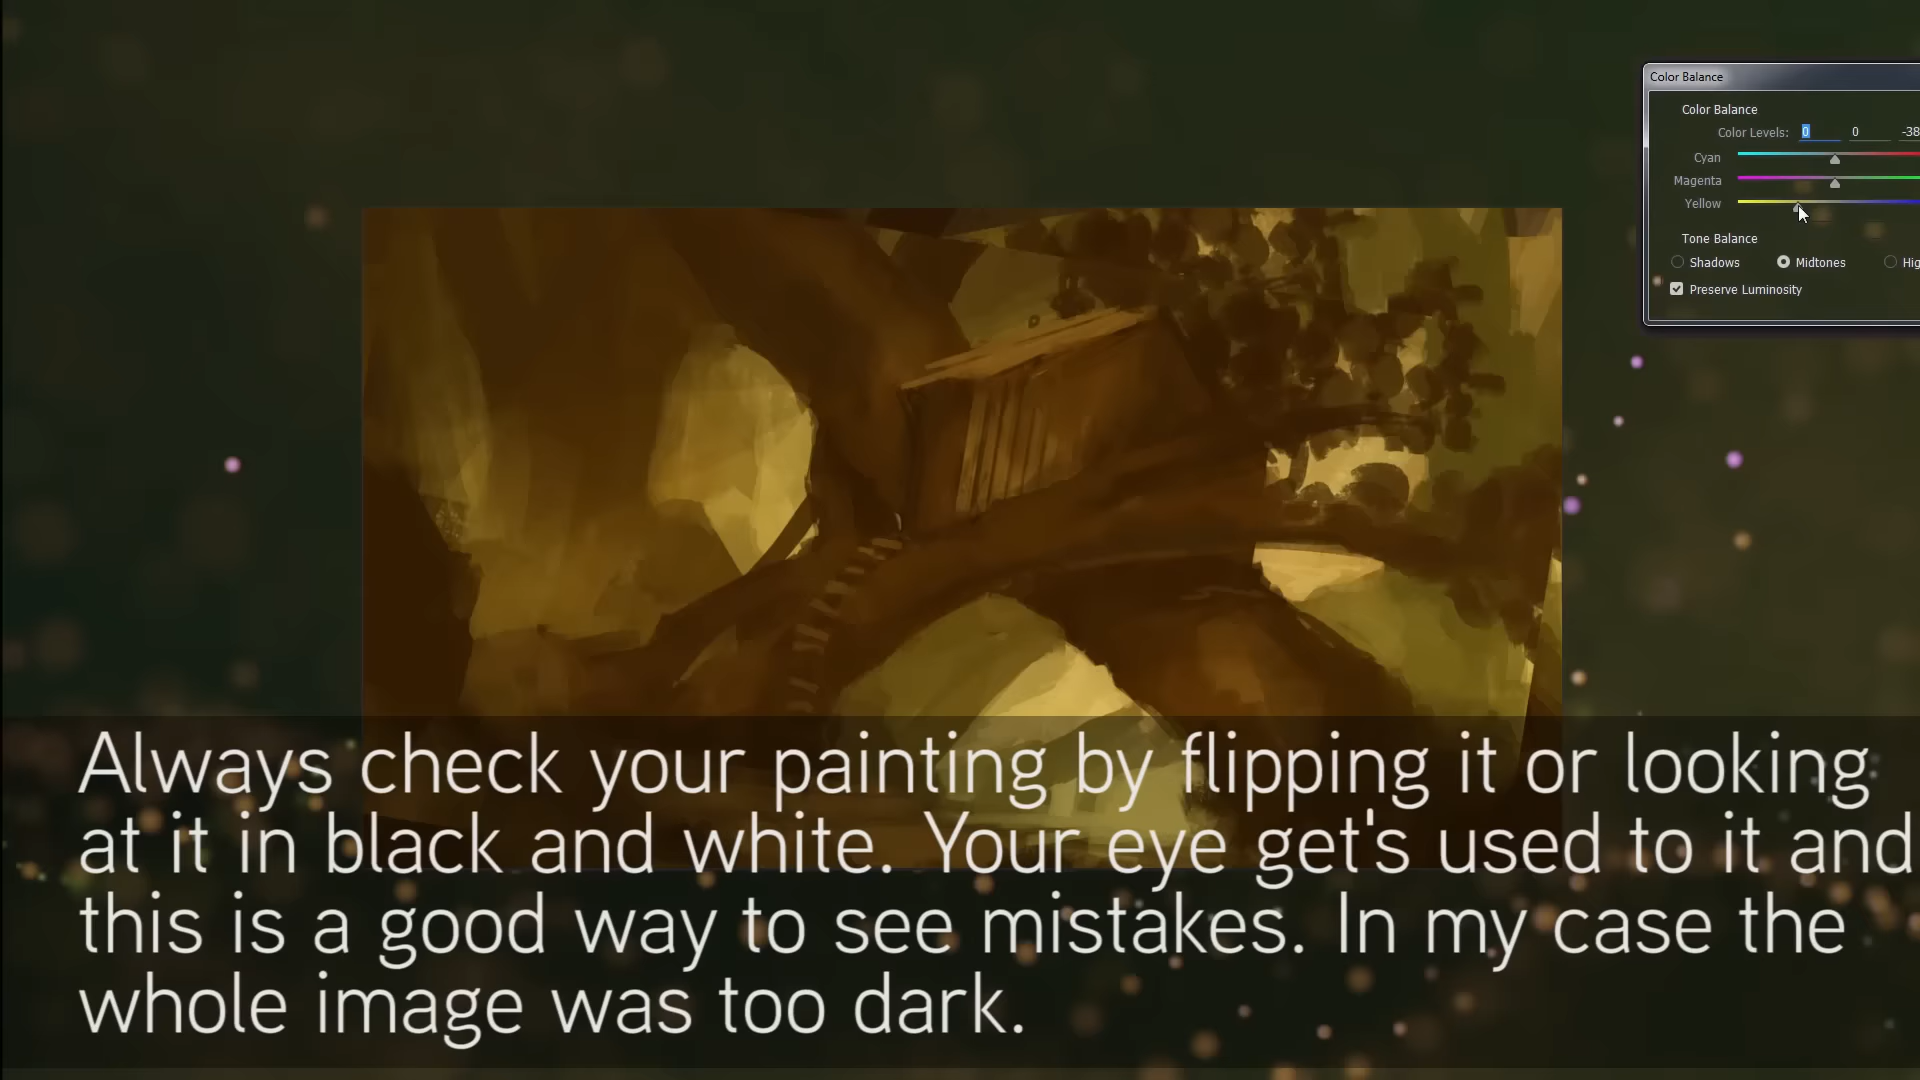 Color Balance
Color Balance
Color Levels: 0 0 -38
Cyan
Magenta
Yellow
Tone Balance
Shadows Midtones
Preserve Luminosity
Always check your painting by flipping it or looking
at it in black and white. Your eye get's used to it and
this is a good way to see mistakes. In my case the
whole image was too dark.